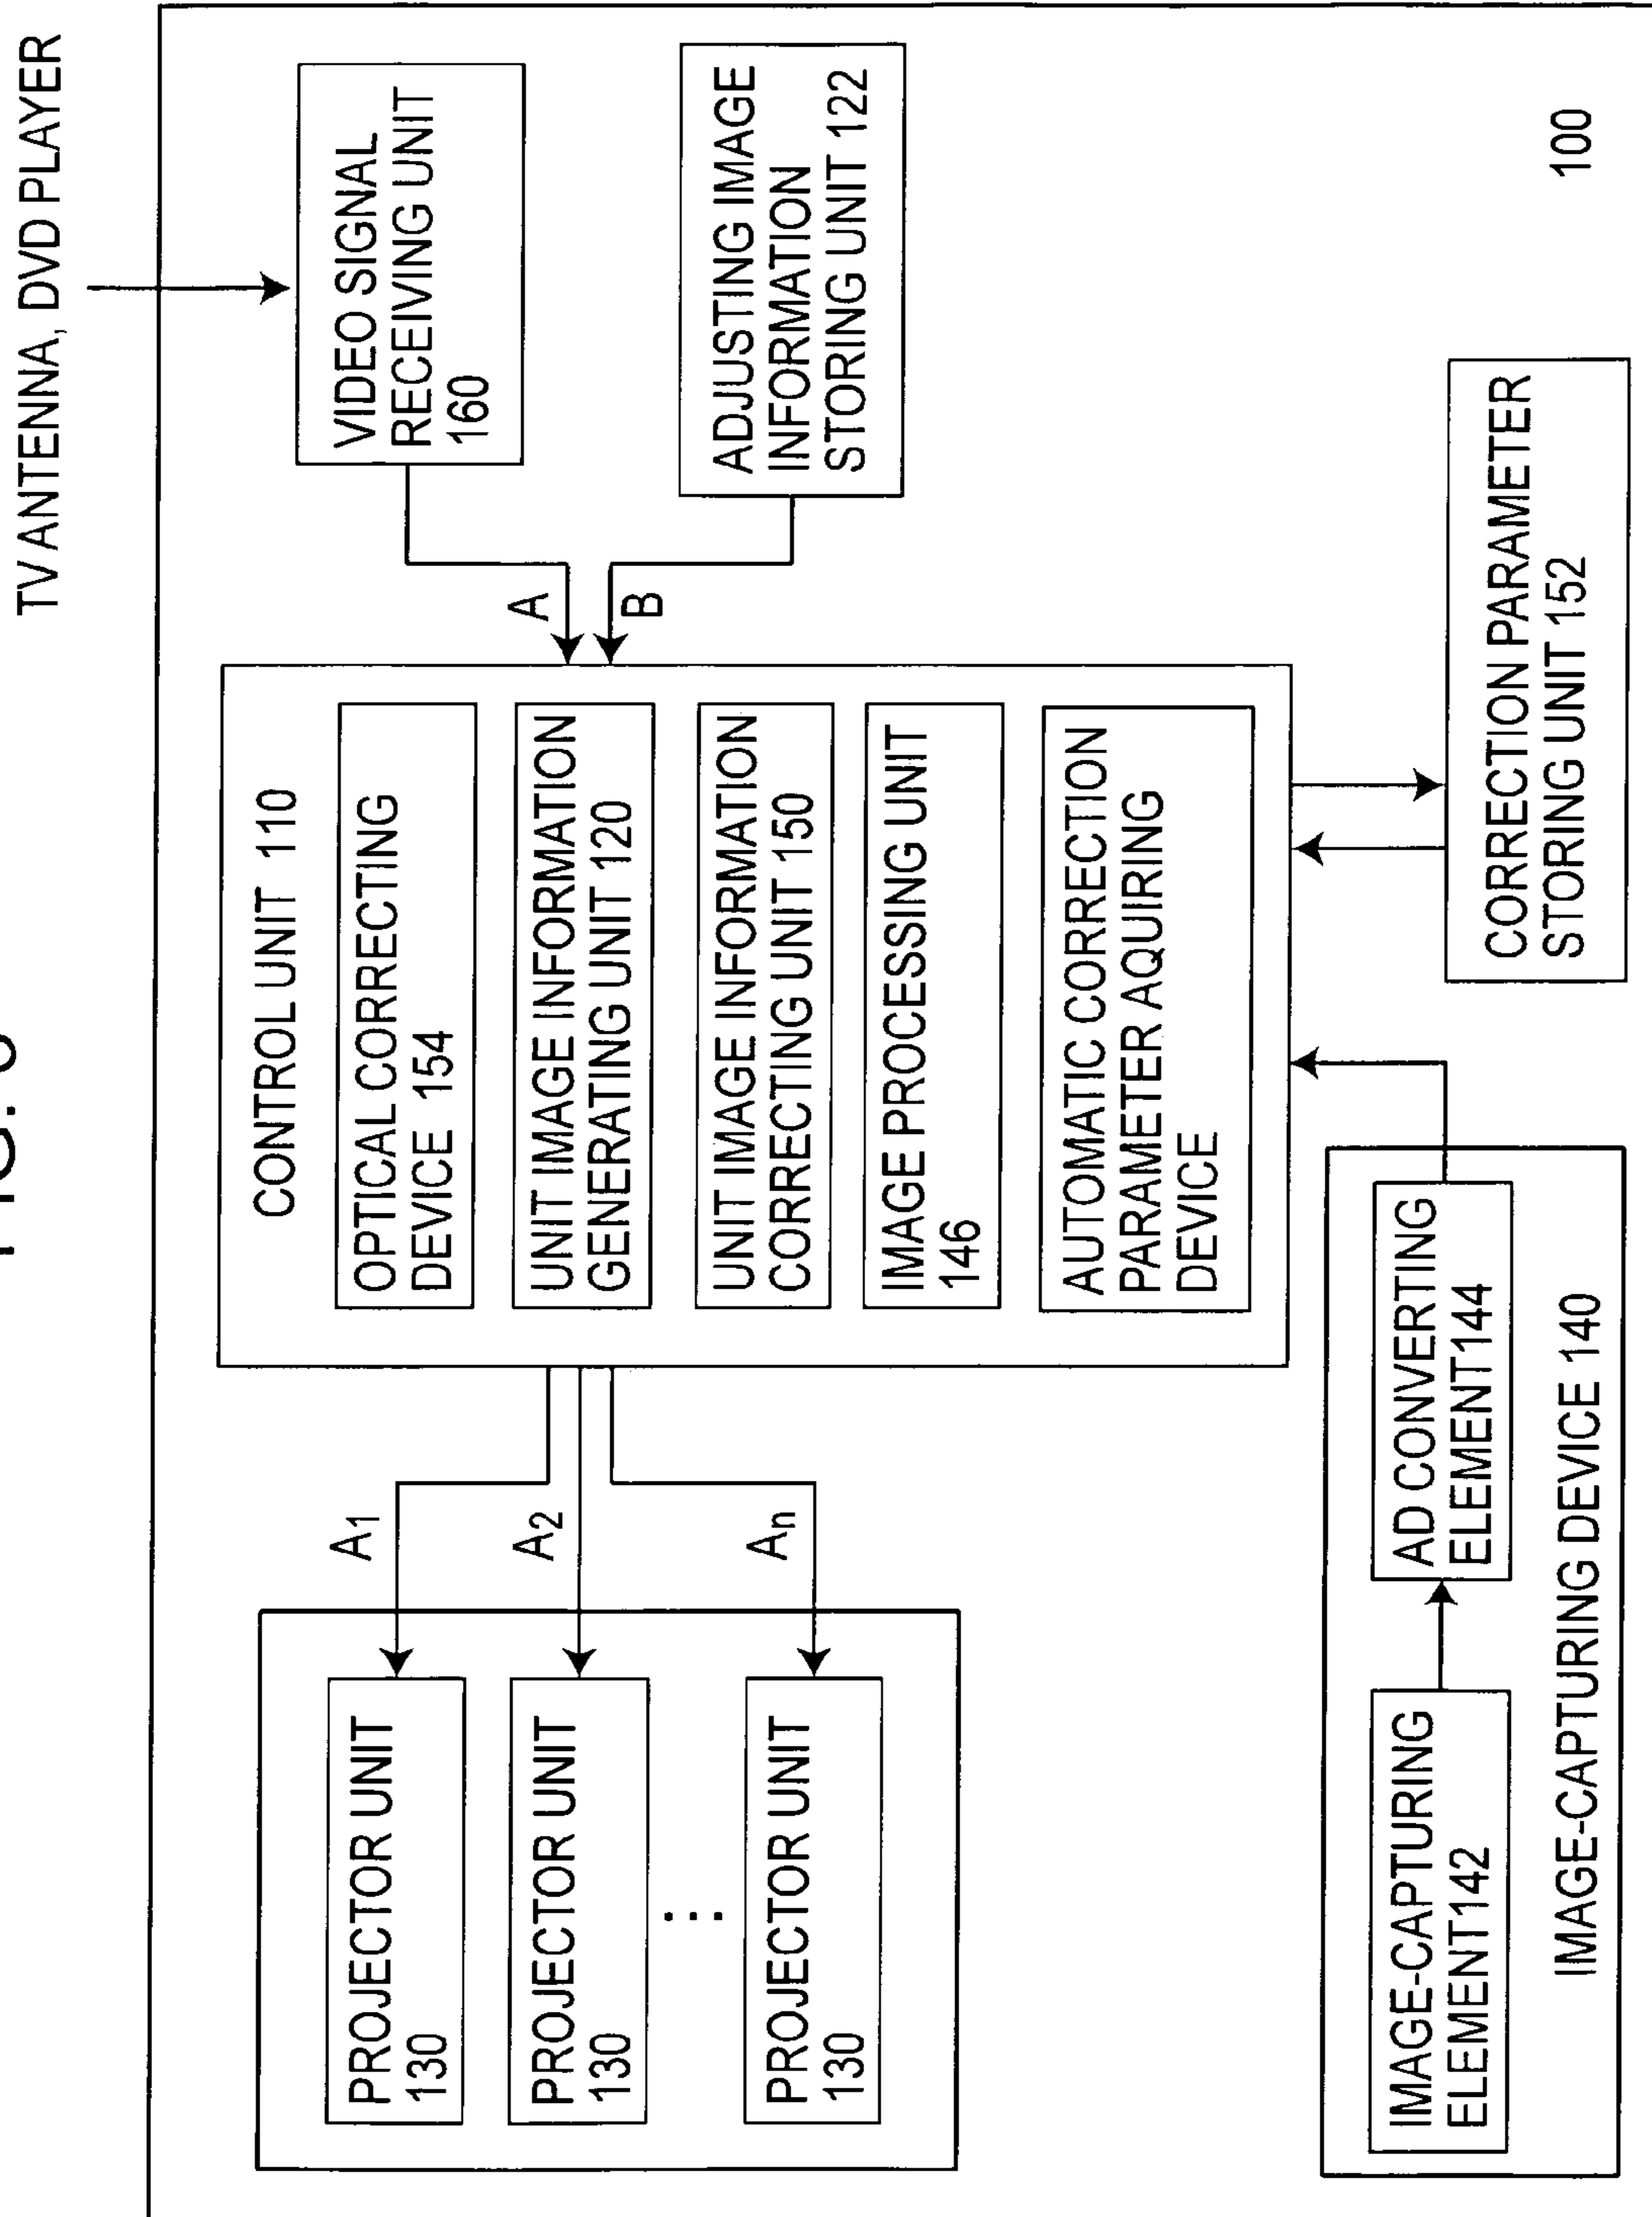 FIG.
TV ANTENNA, DVD PLAYER
CONTROL UNIT 110
PROJECTOR UNIT
130
PROJECTOR UNIT
130
⋮
PROJECTOR UNIT
130
A1
A2
An
OPTICAL CORRECTING
DEVICE 154
UNIT IMAGE INFORMATION
GENERATING UNIT 120
UNIT IMAGE INFORMATION
CORRECTING UNIT 150
IMAGE PROCESSING UNIT
146
AUTOMATIC CORRECTION
PARAMETER AQUIRING
DEVICE
A
B
VIDEO SIGNAL
RECEIVING UNIT
160
ADJUSTING IMAGE
INFORMATION
STORING UNIT 122
IMAGE-CAPTURING
ELEMENT142
AD CONVERTING
ELEMENT144
IMAGE-CAPTURING DEVICE 140
CORRECTION PARAMETER
STORING UNIT 152
100